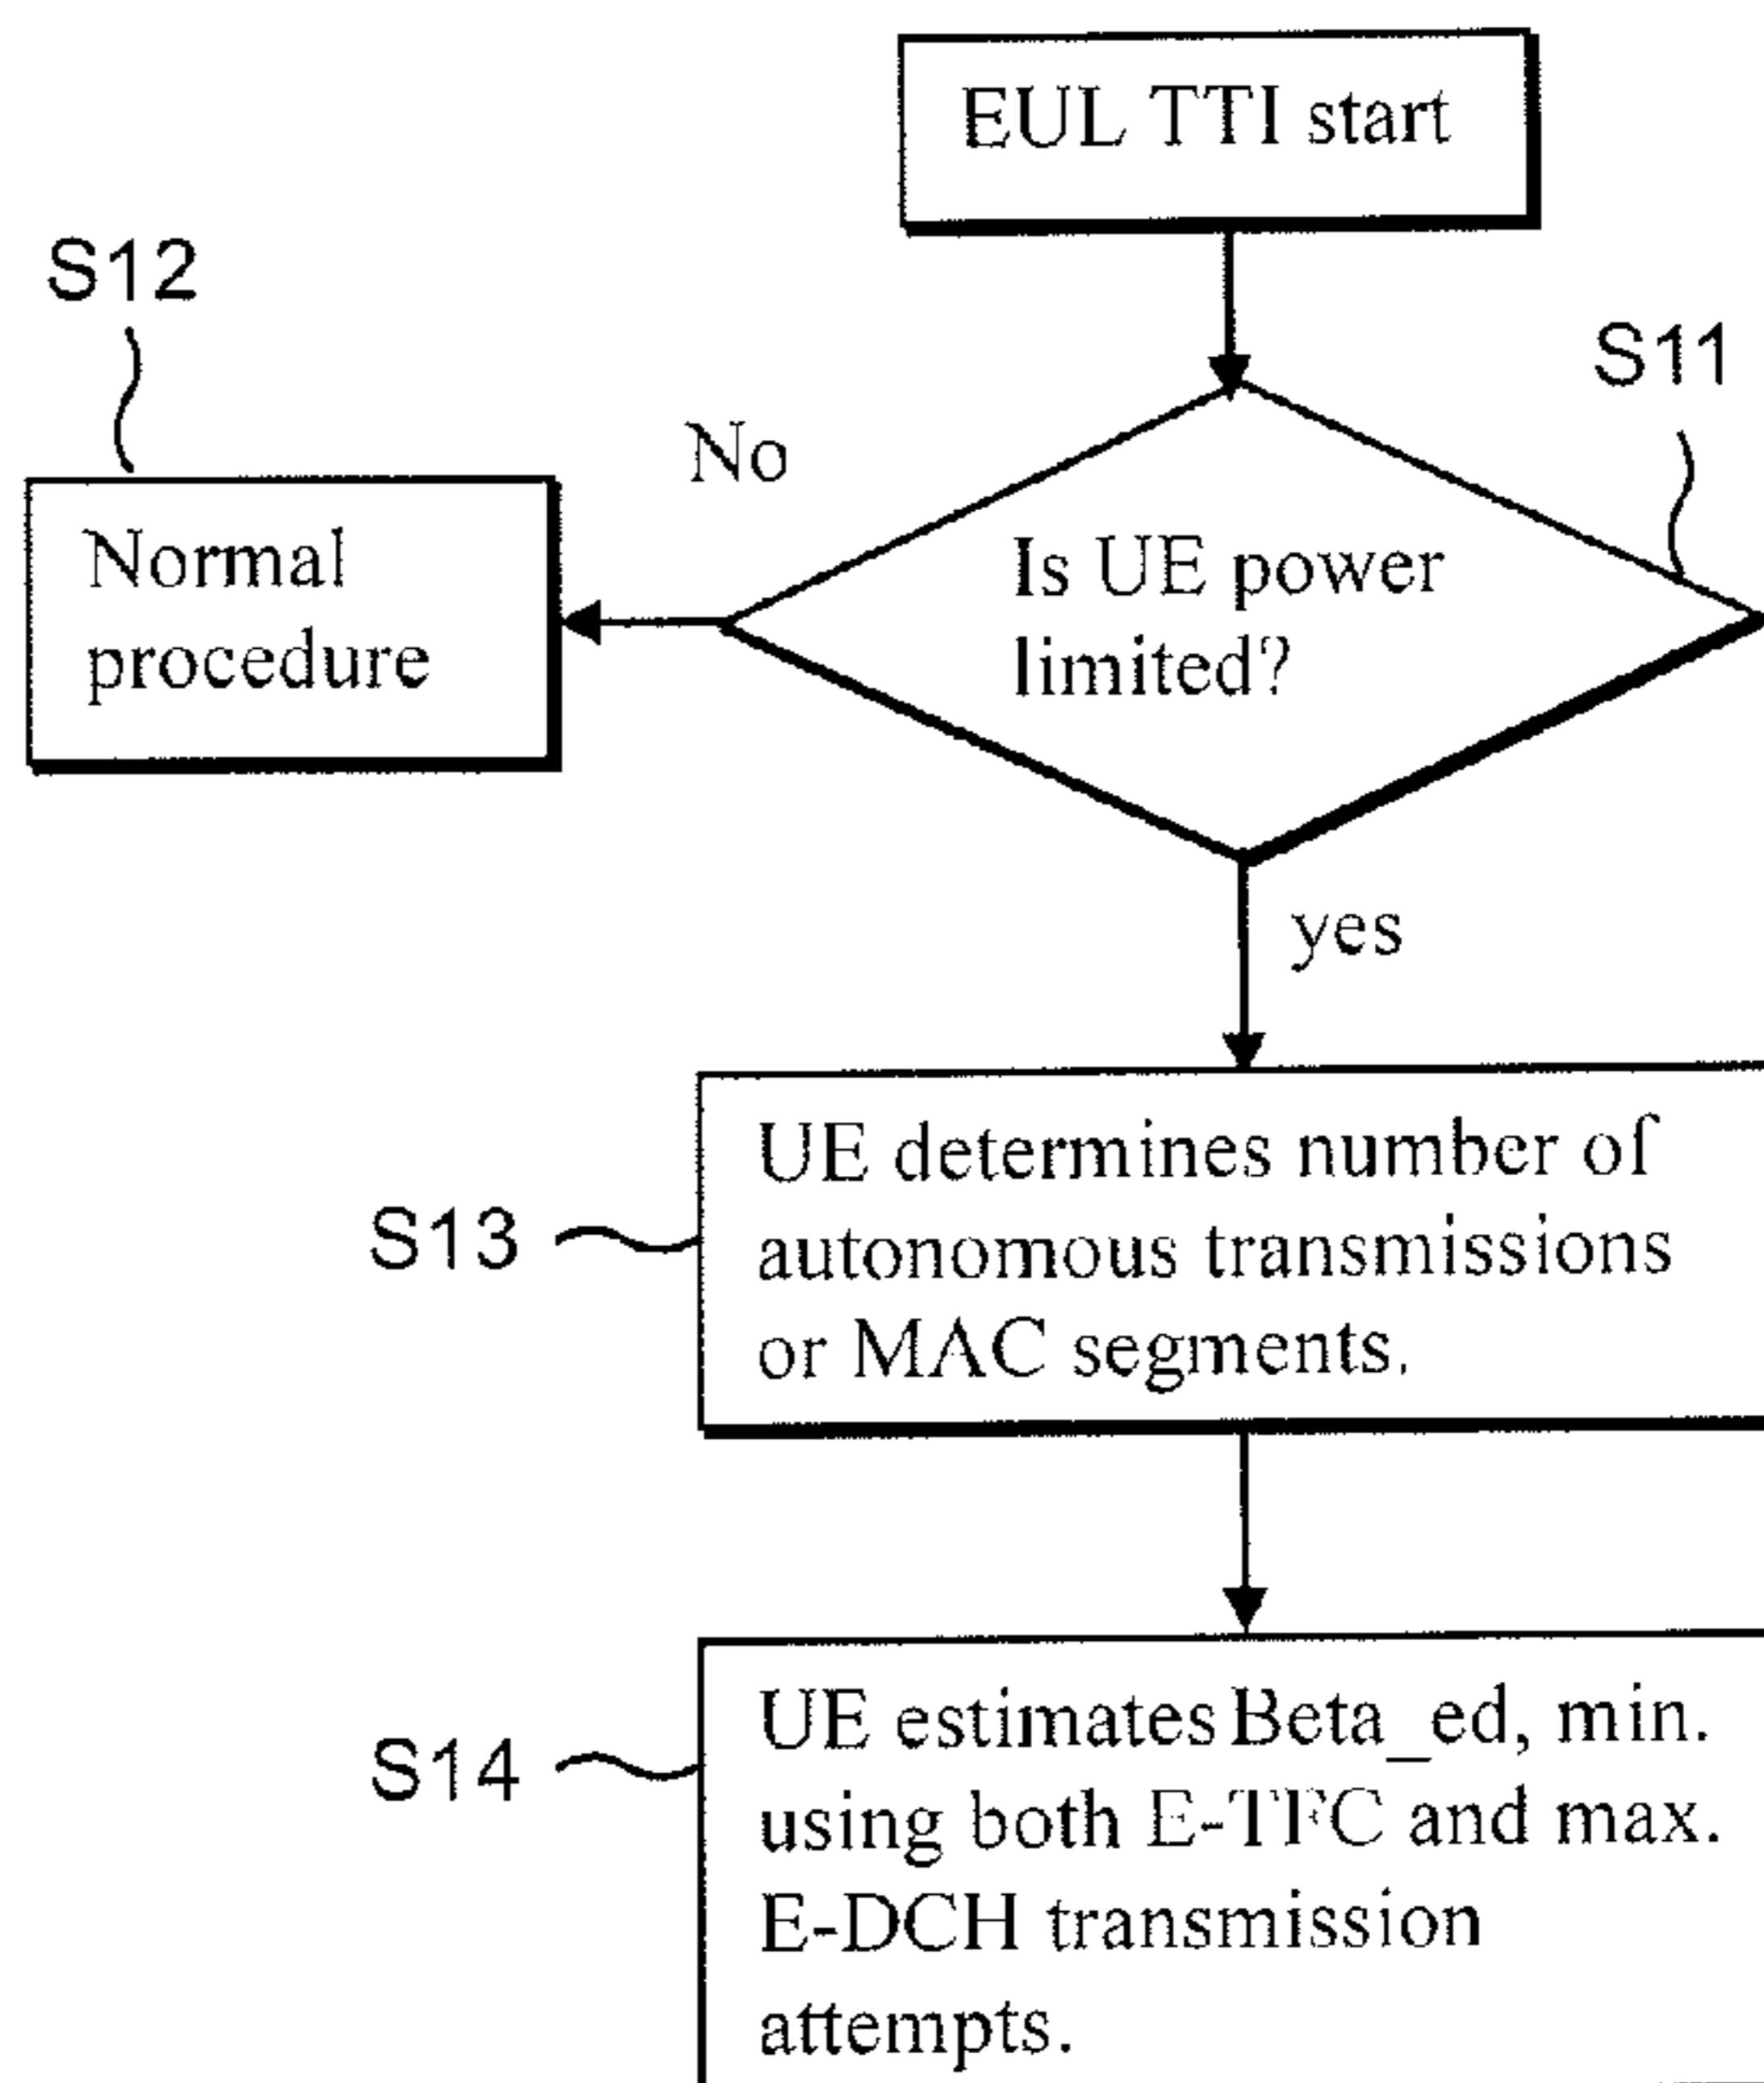 EUL TTI start
S12
S11
No
Is UE power
limited?
Normal
procedure
yes
UE determines number of
autonomous transmissions
or MAC segments.
S13
UE estimates Beta_ed, min.
using both E-TFC and max.
E-DCH transmission
attempts.
S14